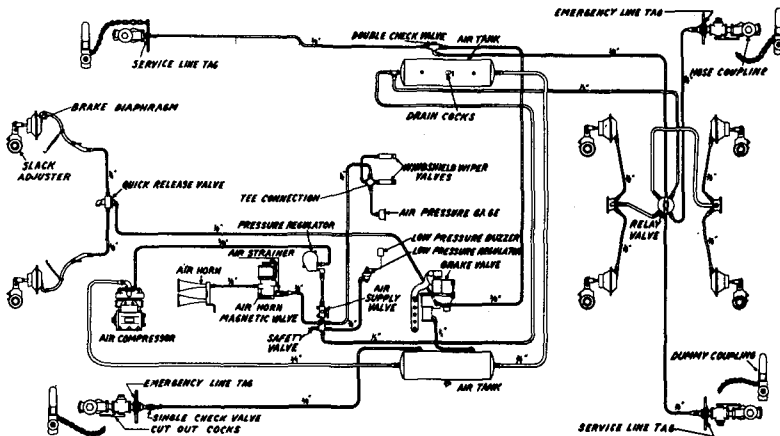 EMERGENCY LINE TAG
DOUBLE CHECK VALVE
AIR TANK
SERVICE LINE TAG
HOSE COUPLING
BRAKE DIAPHRAGM
DRAIN COCKS
SLACK
ADJUSTER
WINDSHIELD WIPER
VALVES
QUICK RELEASE VALVE
TEE CONNECTION
AIR PRESSURE GAGE
RELAY
VALVE
PRESSURE REGULATOR
LOW PRESSURE BUZZER
AIR STRAINER
LOW PRESSURE REGULATOR
AIR HORN
BRAKE VALVE
AIR
SUPPLY
VALVE
AIR HORN
MAGNETIC VALVE
AIR COMPRESSOR
SAFETY
VALVE
DUMMY COUPLING
EMERGENCY LINE TAG
AIR TANK
SINGLE CHECK VALVE
CUT OUT COCKS
SERVICE LINE TAG